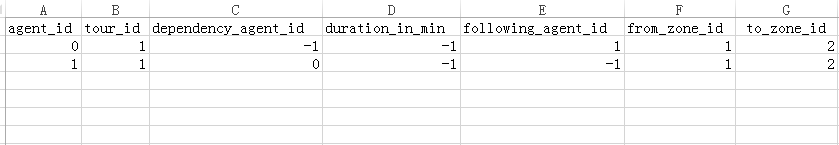 A B C D E F G
agent_id tour_id dependency_agent_id duration_in_min following_agent_id from_zone_id to_zone_id
0 1 -1 -1 1 1 2
1 1 0 -1 -1 1 2